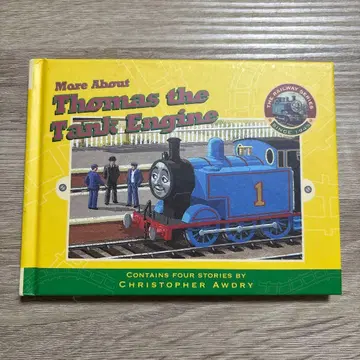 More About
Thomas the
Tank Engine
THE RAILWAY SERIES
1
CONTAINS FOUR STORIES BY
CHRISTOPHER AWDRY